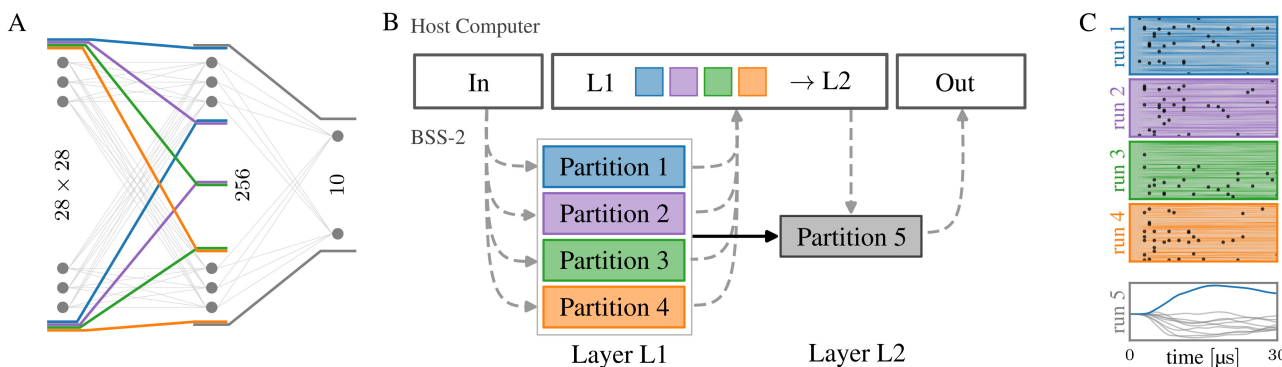 A
28 × 28
256
10
B
Host Computer
In
L1
→ L2
Out
BSS-2
Partition 1
Partition 2
Partition 3
Partition 4
Partition 5
Layer L1
Layer L2
C
run 1
run 2
run 3
run 4
run 5
0
time [µs]
30